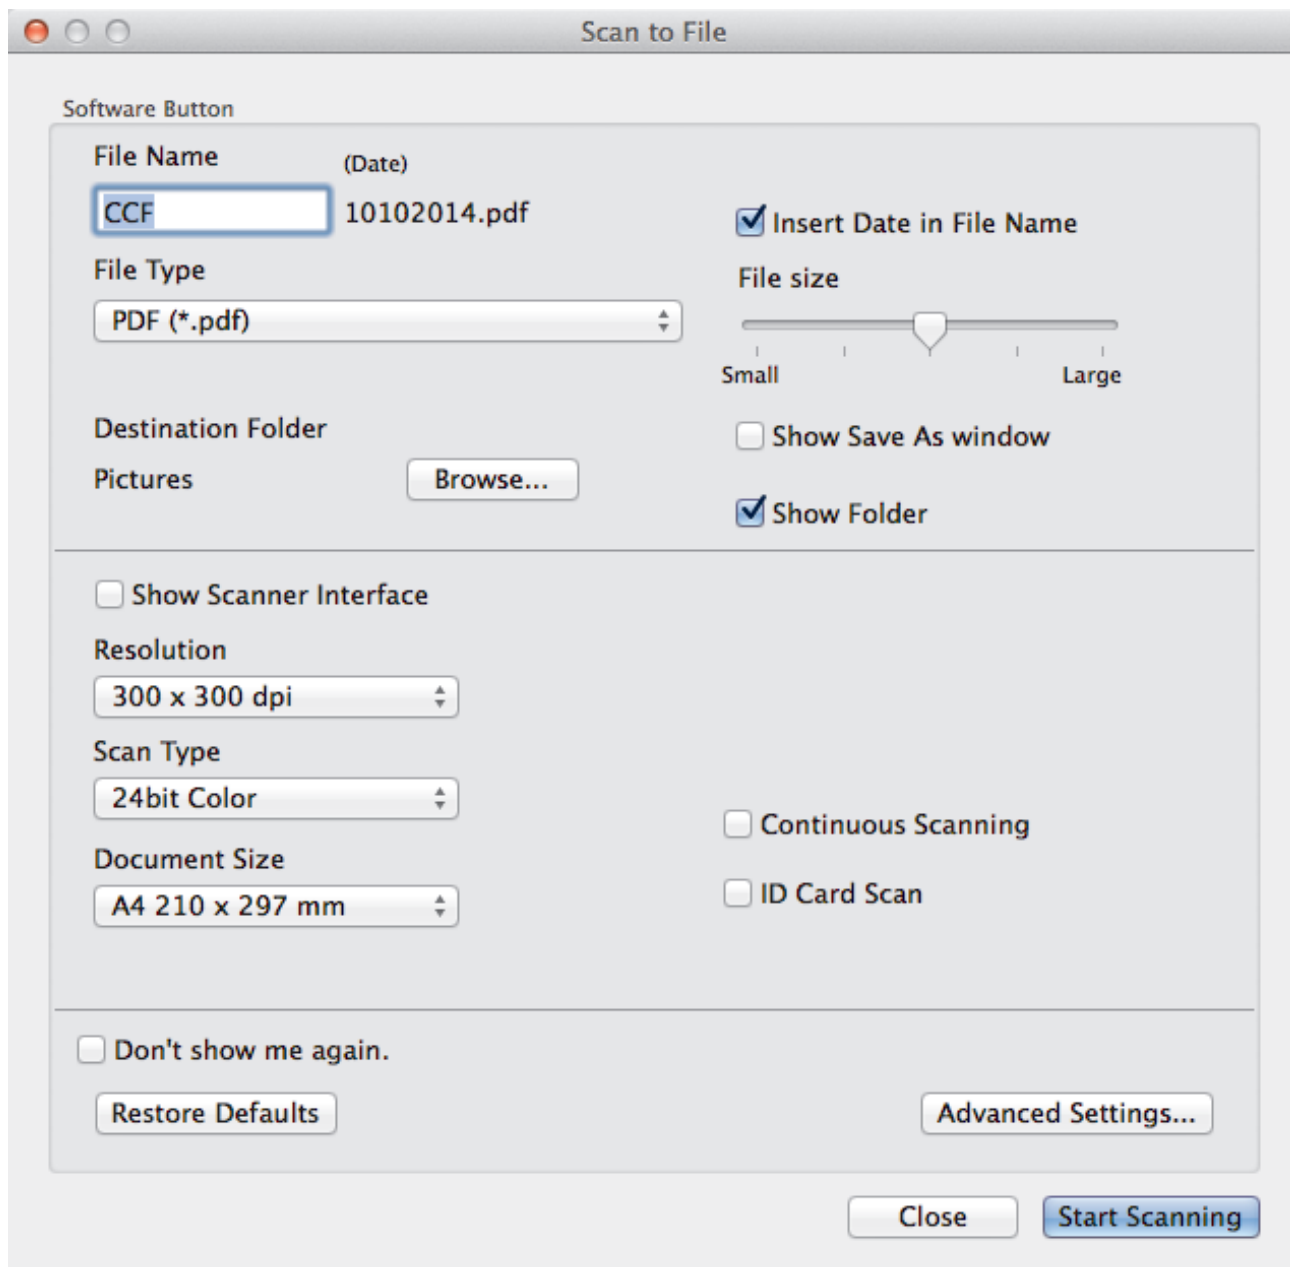 Scan to File
Software Button
File Name
(Date)
CCF
10102014.pdf
Insert Date in File Name
File Type
File size
PDF (*.pdf)
Small
Large
Destination Folder
Show Save As window
Pictures
Browse...
Show Folder
Show Scanner Interface
Resolution
300 x 300 dpi
Scan Type
24bit Color
Continuous Scanning
Document Size
ID Card Scan
A4 210 x 297 mm
Don't show me again.
Restore Defaults
Advanced Settings...
Close
Start Scanning